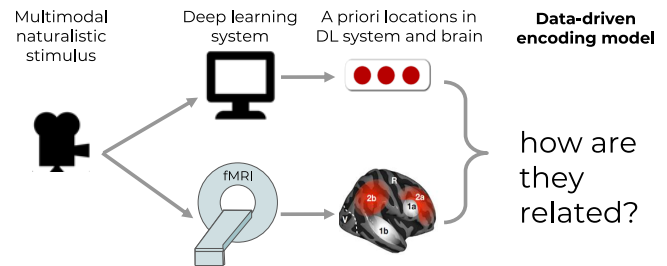 Multimodal
naturalistic
stimulus
Deep learning
system
A priori locations in
DL system and brain
Data-driven
encoding model
fMRI
R
2b
2a
1a
V
1b
how are
they
related?